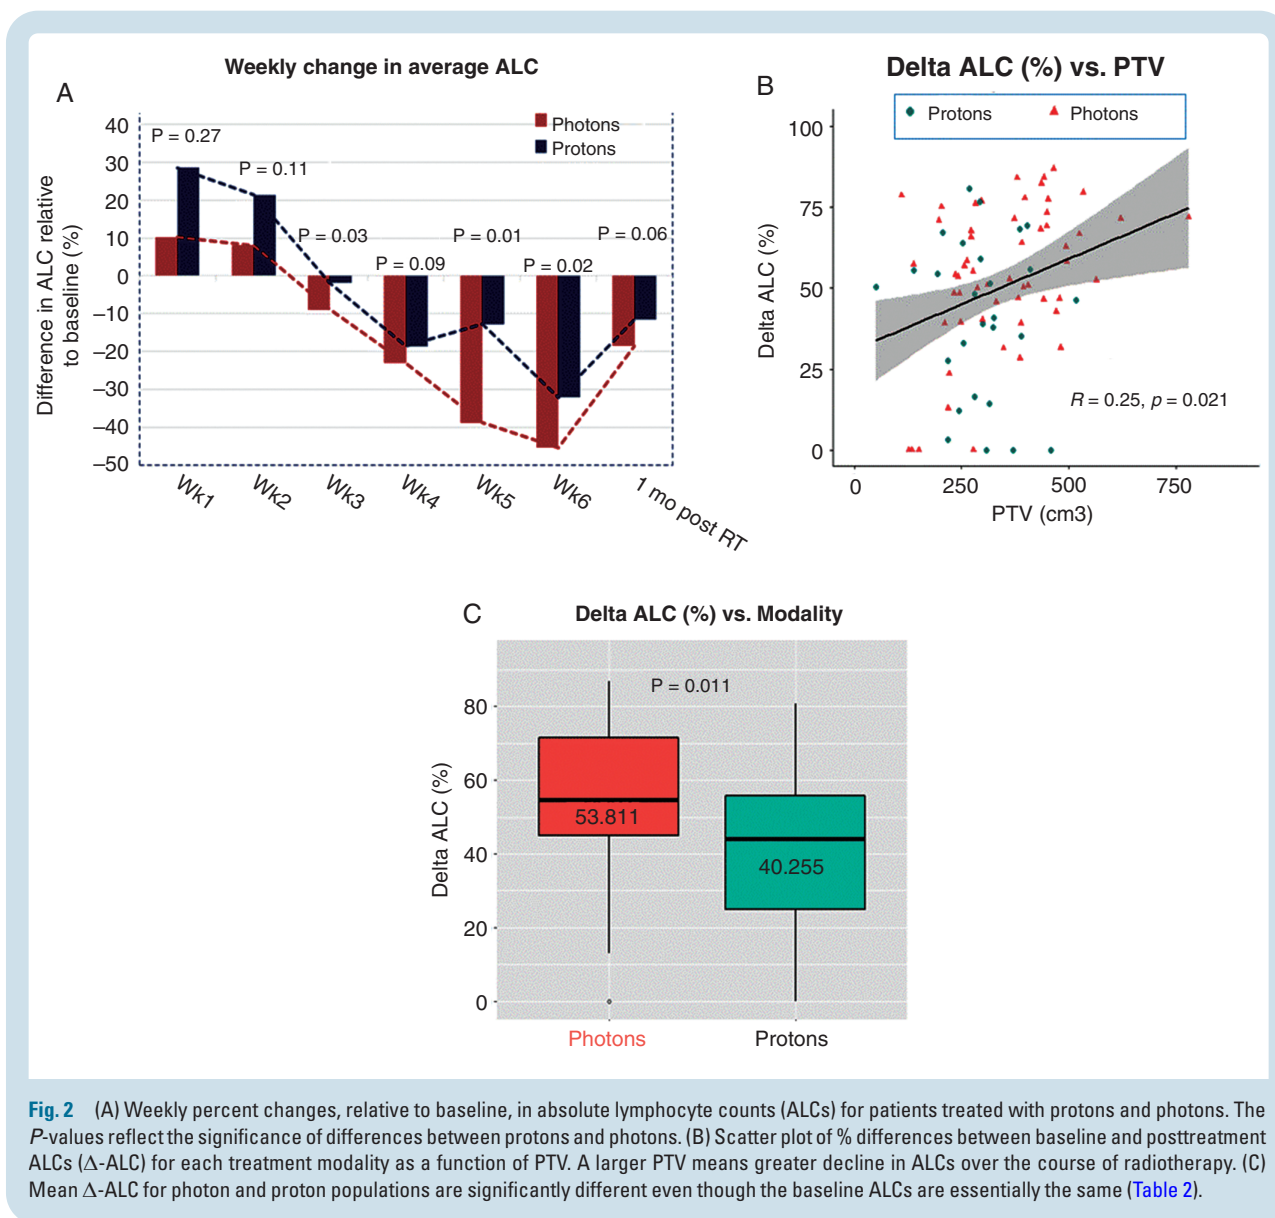 Weekly change in average ALC
A
Photons
Protons
P = 0.27
P = 0.11
P = 0.03
P = 0.09
P = 0.01
P = 0.02
P = 0.06
40
30
20
10
0
–10
–20
–30
–40
–50
Difference in ALC relative
to baseline (%)
Wk1
Wk2
Wk3
Wk4
Wk5
Wk6
1 mo post RT
Delta ALC (%) vs. PTV
B
Protons
Photons
100
75
50
25
0
Delta ALC (%)
R = 0.25, p = 0.021
0
250
500
750
PTV (cm3)
C
Delta ALC (%) vs. Modality
P = 0.011
80
60
40
20
0
Delta ALC (%)
53.811
40.255
Photons
Protons
Fig. 2 (A) Weekly percent changes, relative to baseline, in absolute lymphocyte counts (ALCs) for patients treated with protons and photons. The
P-values reflect the significance of differences between protons and photons. (B) Scatter plot of % differences between baseline and posttreatment
ALCs (Δ-ALC) for each treatment modality as a function of PTV. A larger PTV means greater decline in ALCs over the course of radiotherapy. (C)
Mean Δ-ALC for photon and proton populations are significantly different even though the baseline ALCs are essentially the same (Table 2).